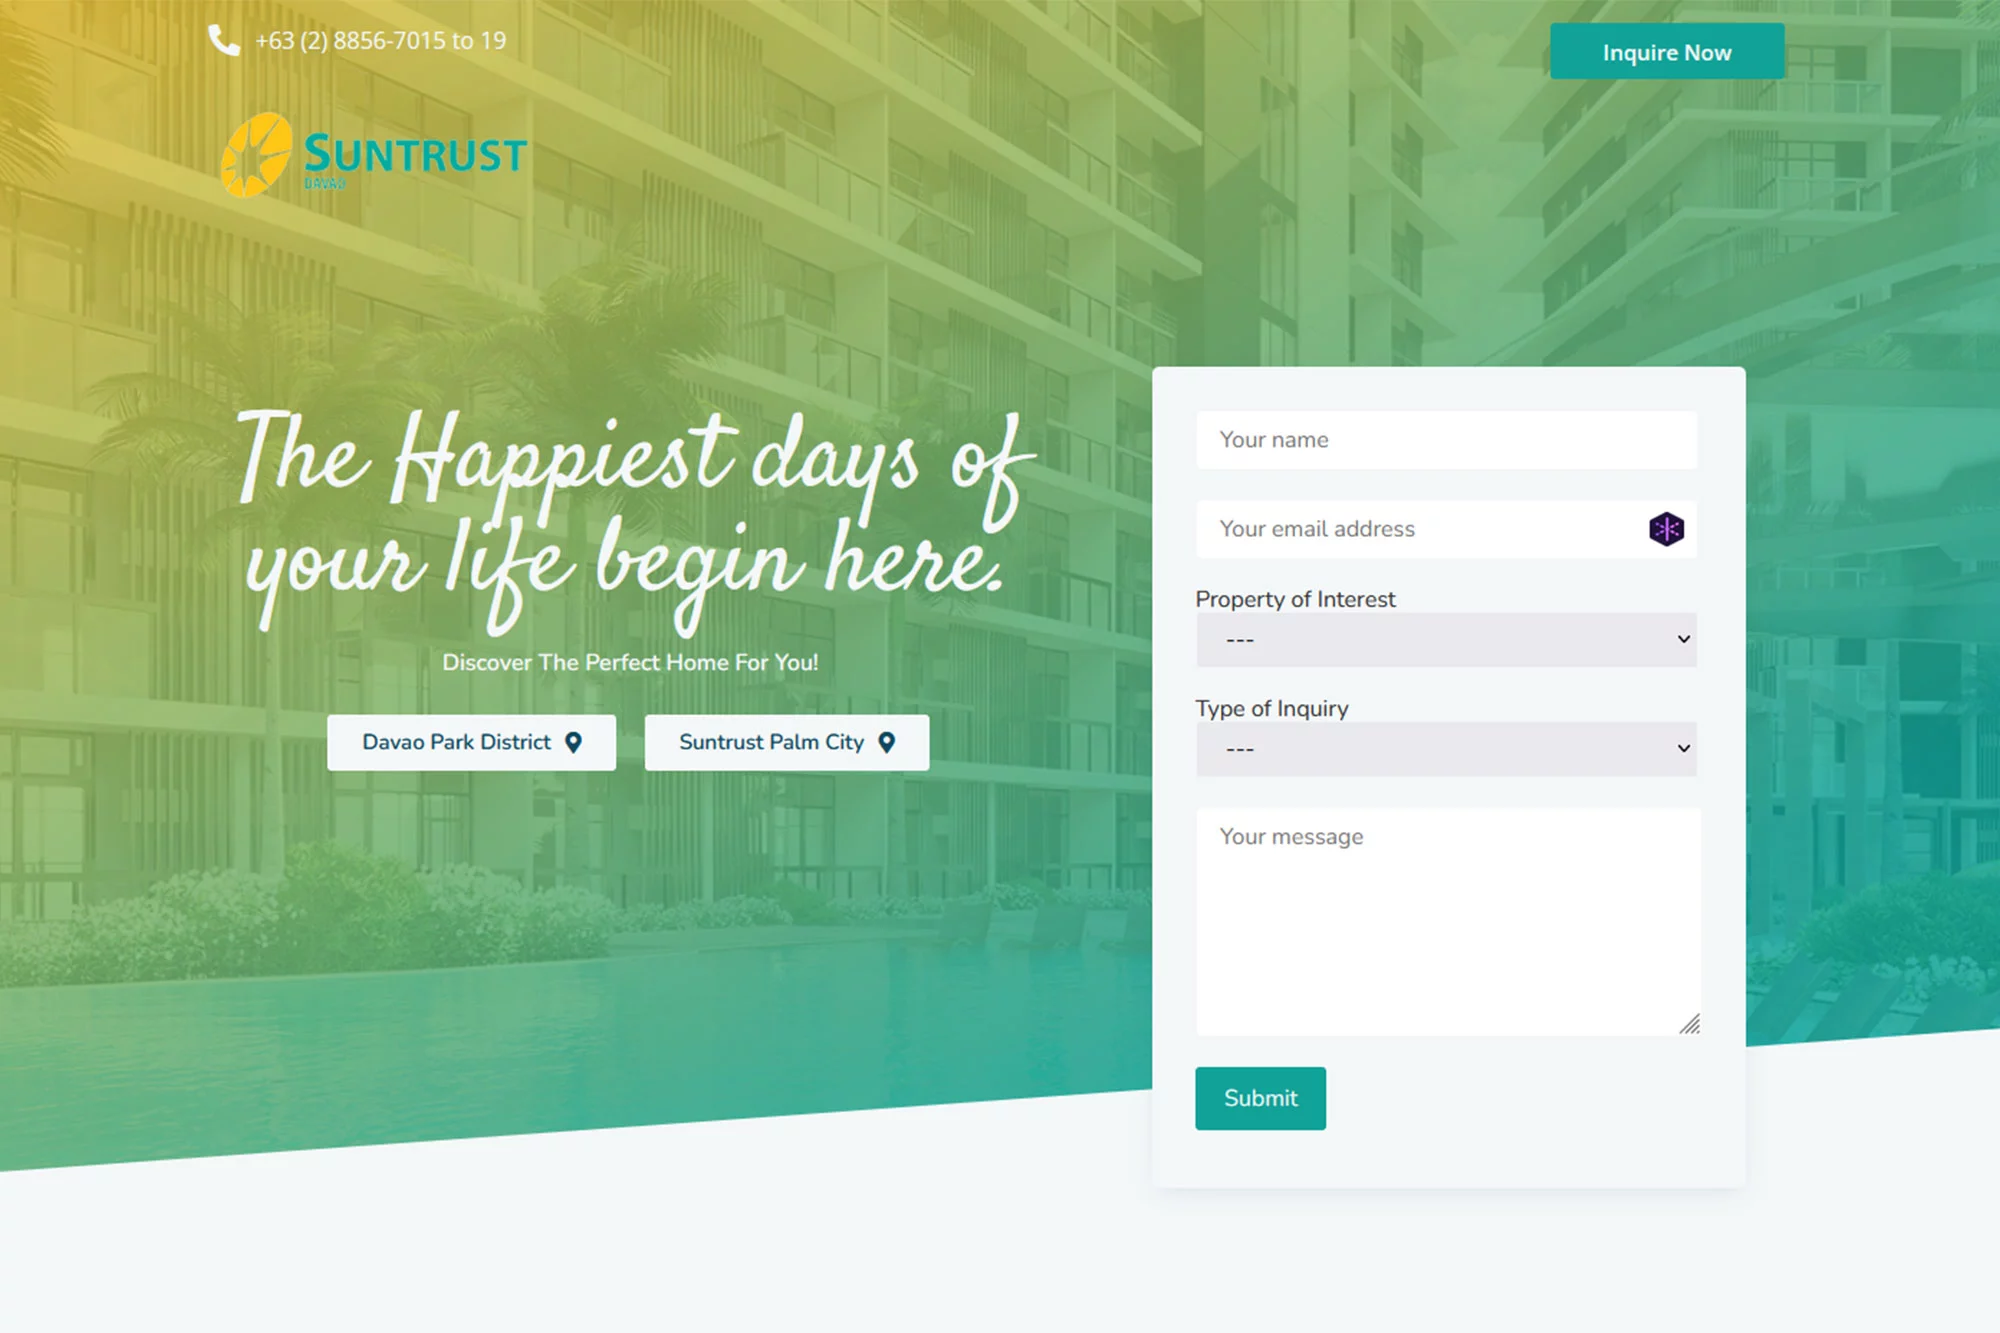 +63 (2) 8856-7015 to 19
Inquire Now
SUNTRUST
DAVAO
The Happiest days of
your life begin here.
Discover The Perfect Home For You!
Davao Park District
Suntrust Palm City
Your name
Your email address
Property of Interest
---
Type of Inquiry
---
Your message
Submit